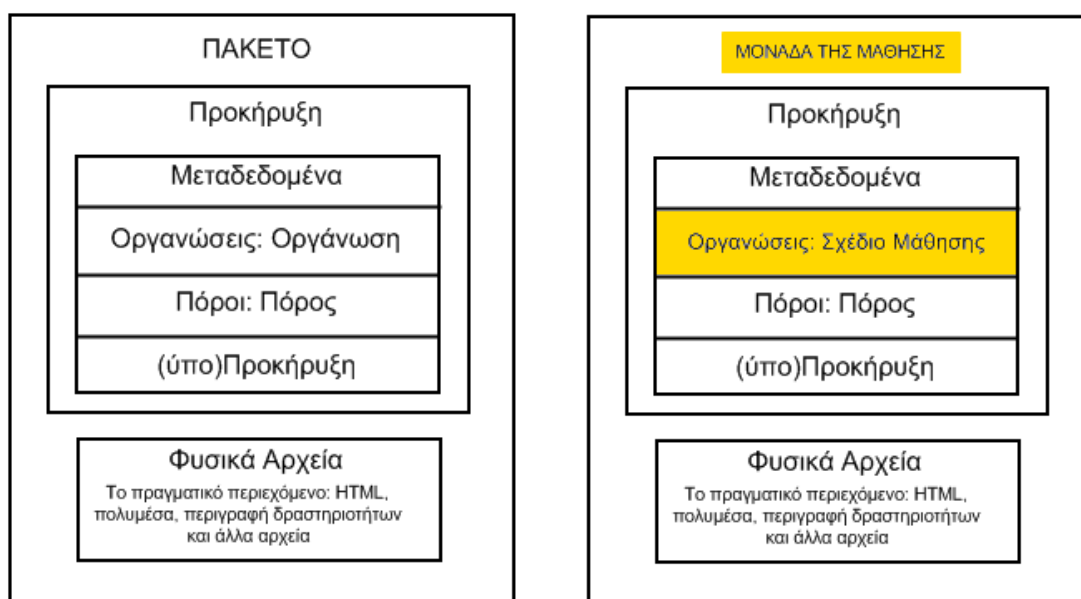 ΠΑΚΕΤΟ
Προκήρυξη
Μεταδεδομένα
Οργανώσεις: Οργάνωση
Πόροι: Πόρος
(ύπο)Προκήρυξη
Φυσικά Αρχεία
Το πραγματικό περιεχόμενο: HTML,
πολυμέσα, περιγραφή δραστηριοτήτων
και άλλα αρχεία
ΜΟΝΑΔΑ ΤΗΣ ΜΑΘΗΣΗΣ
Προκήρυξη
Μεταδεδομένα
Οργανώσεις: Σχέδιο Μάθησης
Πόροι: Πόρος
(ύπο)Προκήρυξη
Φυσικά Αρχεία
Το πραγματικό περιεχόμενο: HTML,
πολυμέσα, περιγραφή δραστηριοτήτων
και άλλα αρχεία